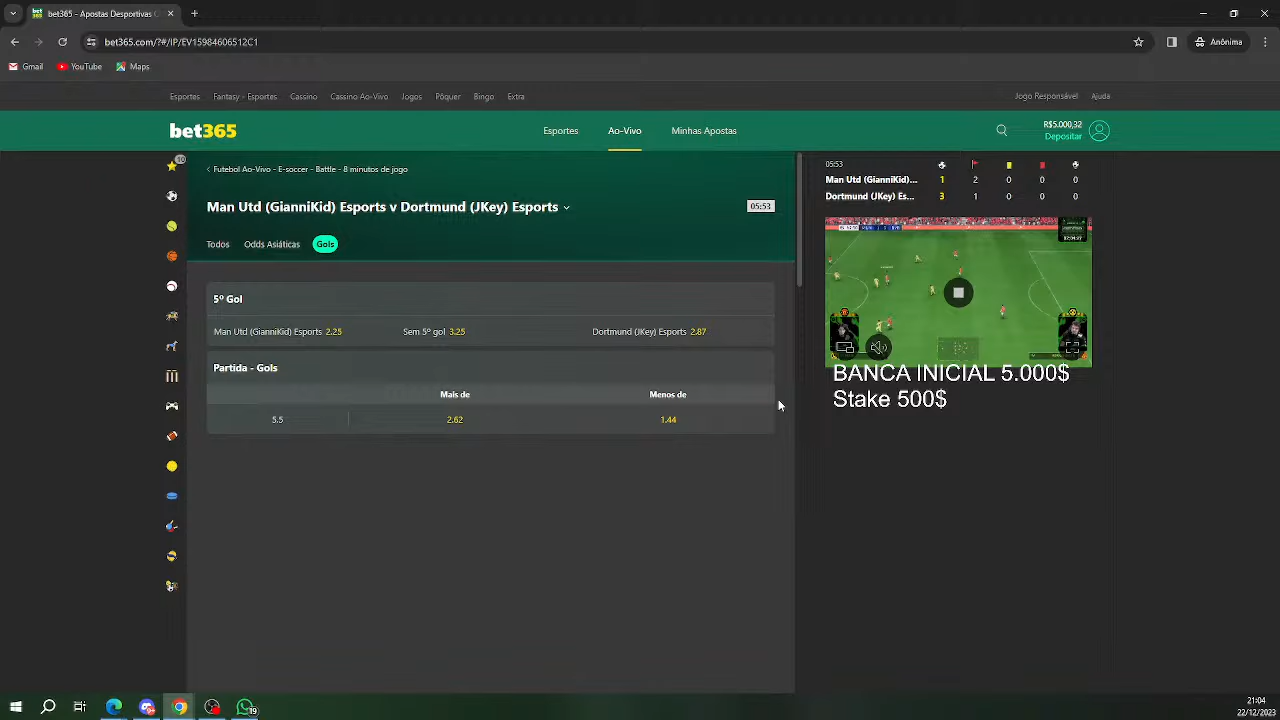 bet365 - Apostas Desportivas O
bet365.com/?#/IP/EV15984606512C1
Anônima
Gmail
YouTube
Maps
Esportes
Fantasy - Esportes
Cassino
Cassino Ao-Vivo
Jogos
Pôquer
Bingo
Extra
Jogo Responsável
Ajuda
bet365
Esportes
Ao-Vivo
Minhas Apostas
R$5.000,32
Depositar
Futebol Ao-Vivo - E-soccer - Battle - 8 minutos de jogo
Man Utd (GianniKid) Esports v Dortmund (JKey) Esports
05:53
Todos
Odds Asiáticas
Gols
5º Gol
Man Utd (GianniKid) Esports 2.25
Sem 5º gol 3.25
Dortmund (JKey) Esports 2.87
Partida - Gols
Mais de
Menos de
5.5
2.62
1.44
05:53
Man Utd (GianniKid)... 1 2 0 0 0
Dortmund (JKey) Es... 3 1 0 0 0
BANCA INICIAL 5.000$
Stake 500$
19
21:04
22/12/2023